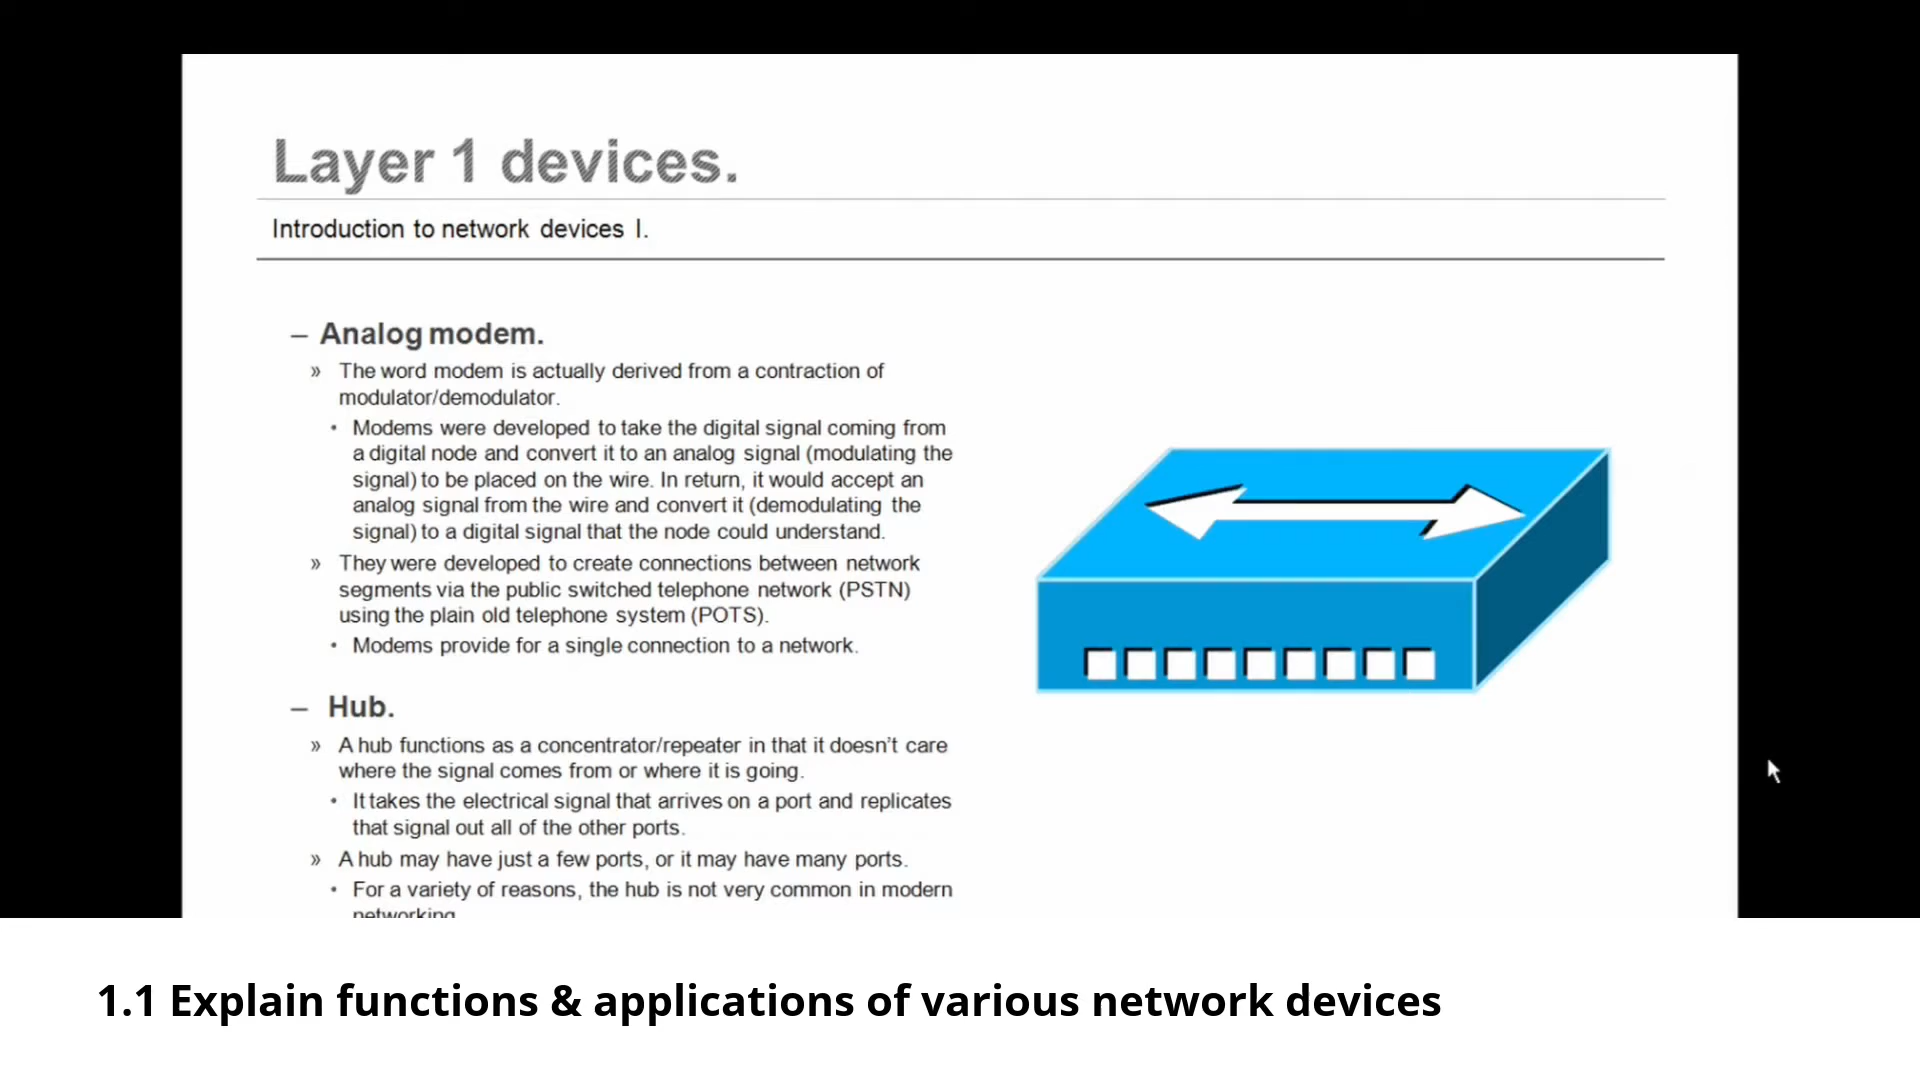 Layer 1 devices.
Introduction to network devices I.
– Analog modem.
» The word modem is actually derived from a contraction of
modulator/demodulator.
• Modems were developed to take the digital signal coming from
a digital node and convert it to an analog signal (modulating the
signal) to be placed on the wire. In return, it would accept an
analog signal from the wire and convert it (demodulating the
signal) to a digital signal that the node could understand.
» They were developed to create connections between network
segments via the public switched telephone network (PSTN)
using the plain old telephone system (POTS).
• Modems provide for a single connection to a network.
– Hub.
» A hub functions as a concentrator/repeater in that it doesn't care
where the signal comes from or where it is going.
• It takes the electrical signal that arrives on a port and replicates
that signal out all of the other ports.
» A hub may have just a few ports, or it may have many ports.
• For a variety of reasons, the hub is not very common in modern
networking.
1.1 Explain functions & applications of various network devices